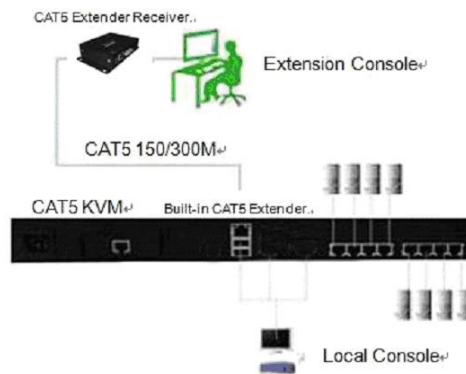 CAT5 Extender Receiver..
Extension Console↵
CAT5 150/300M↵
CAT5 KVM↵
Built-in CAT5 Extender..
Local Console↵